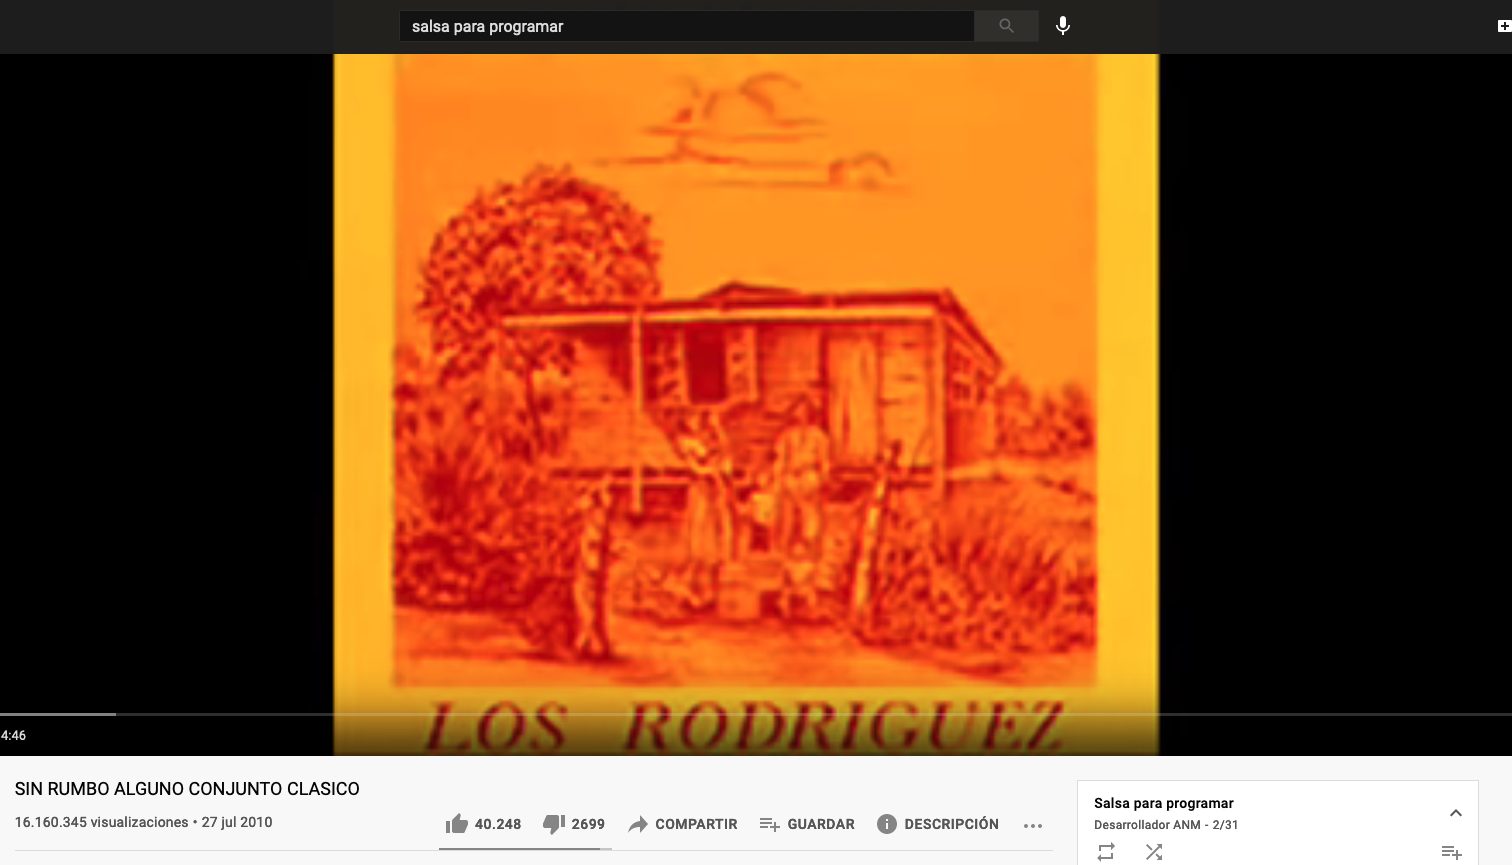 salsa para programar
LOS RODRIGUEZ
4:46
SIN RUMBO ALGUNO CONJUNTO CLASICO
16.160.345 visualizaciones • 27 jul 2010
40.248
2699
COMPARTIR
GUARDAR
DESCRIPCIÓN
Salsa para programar
Desarrollador ANM - 2/31